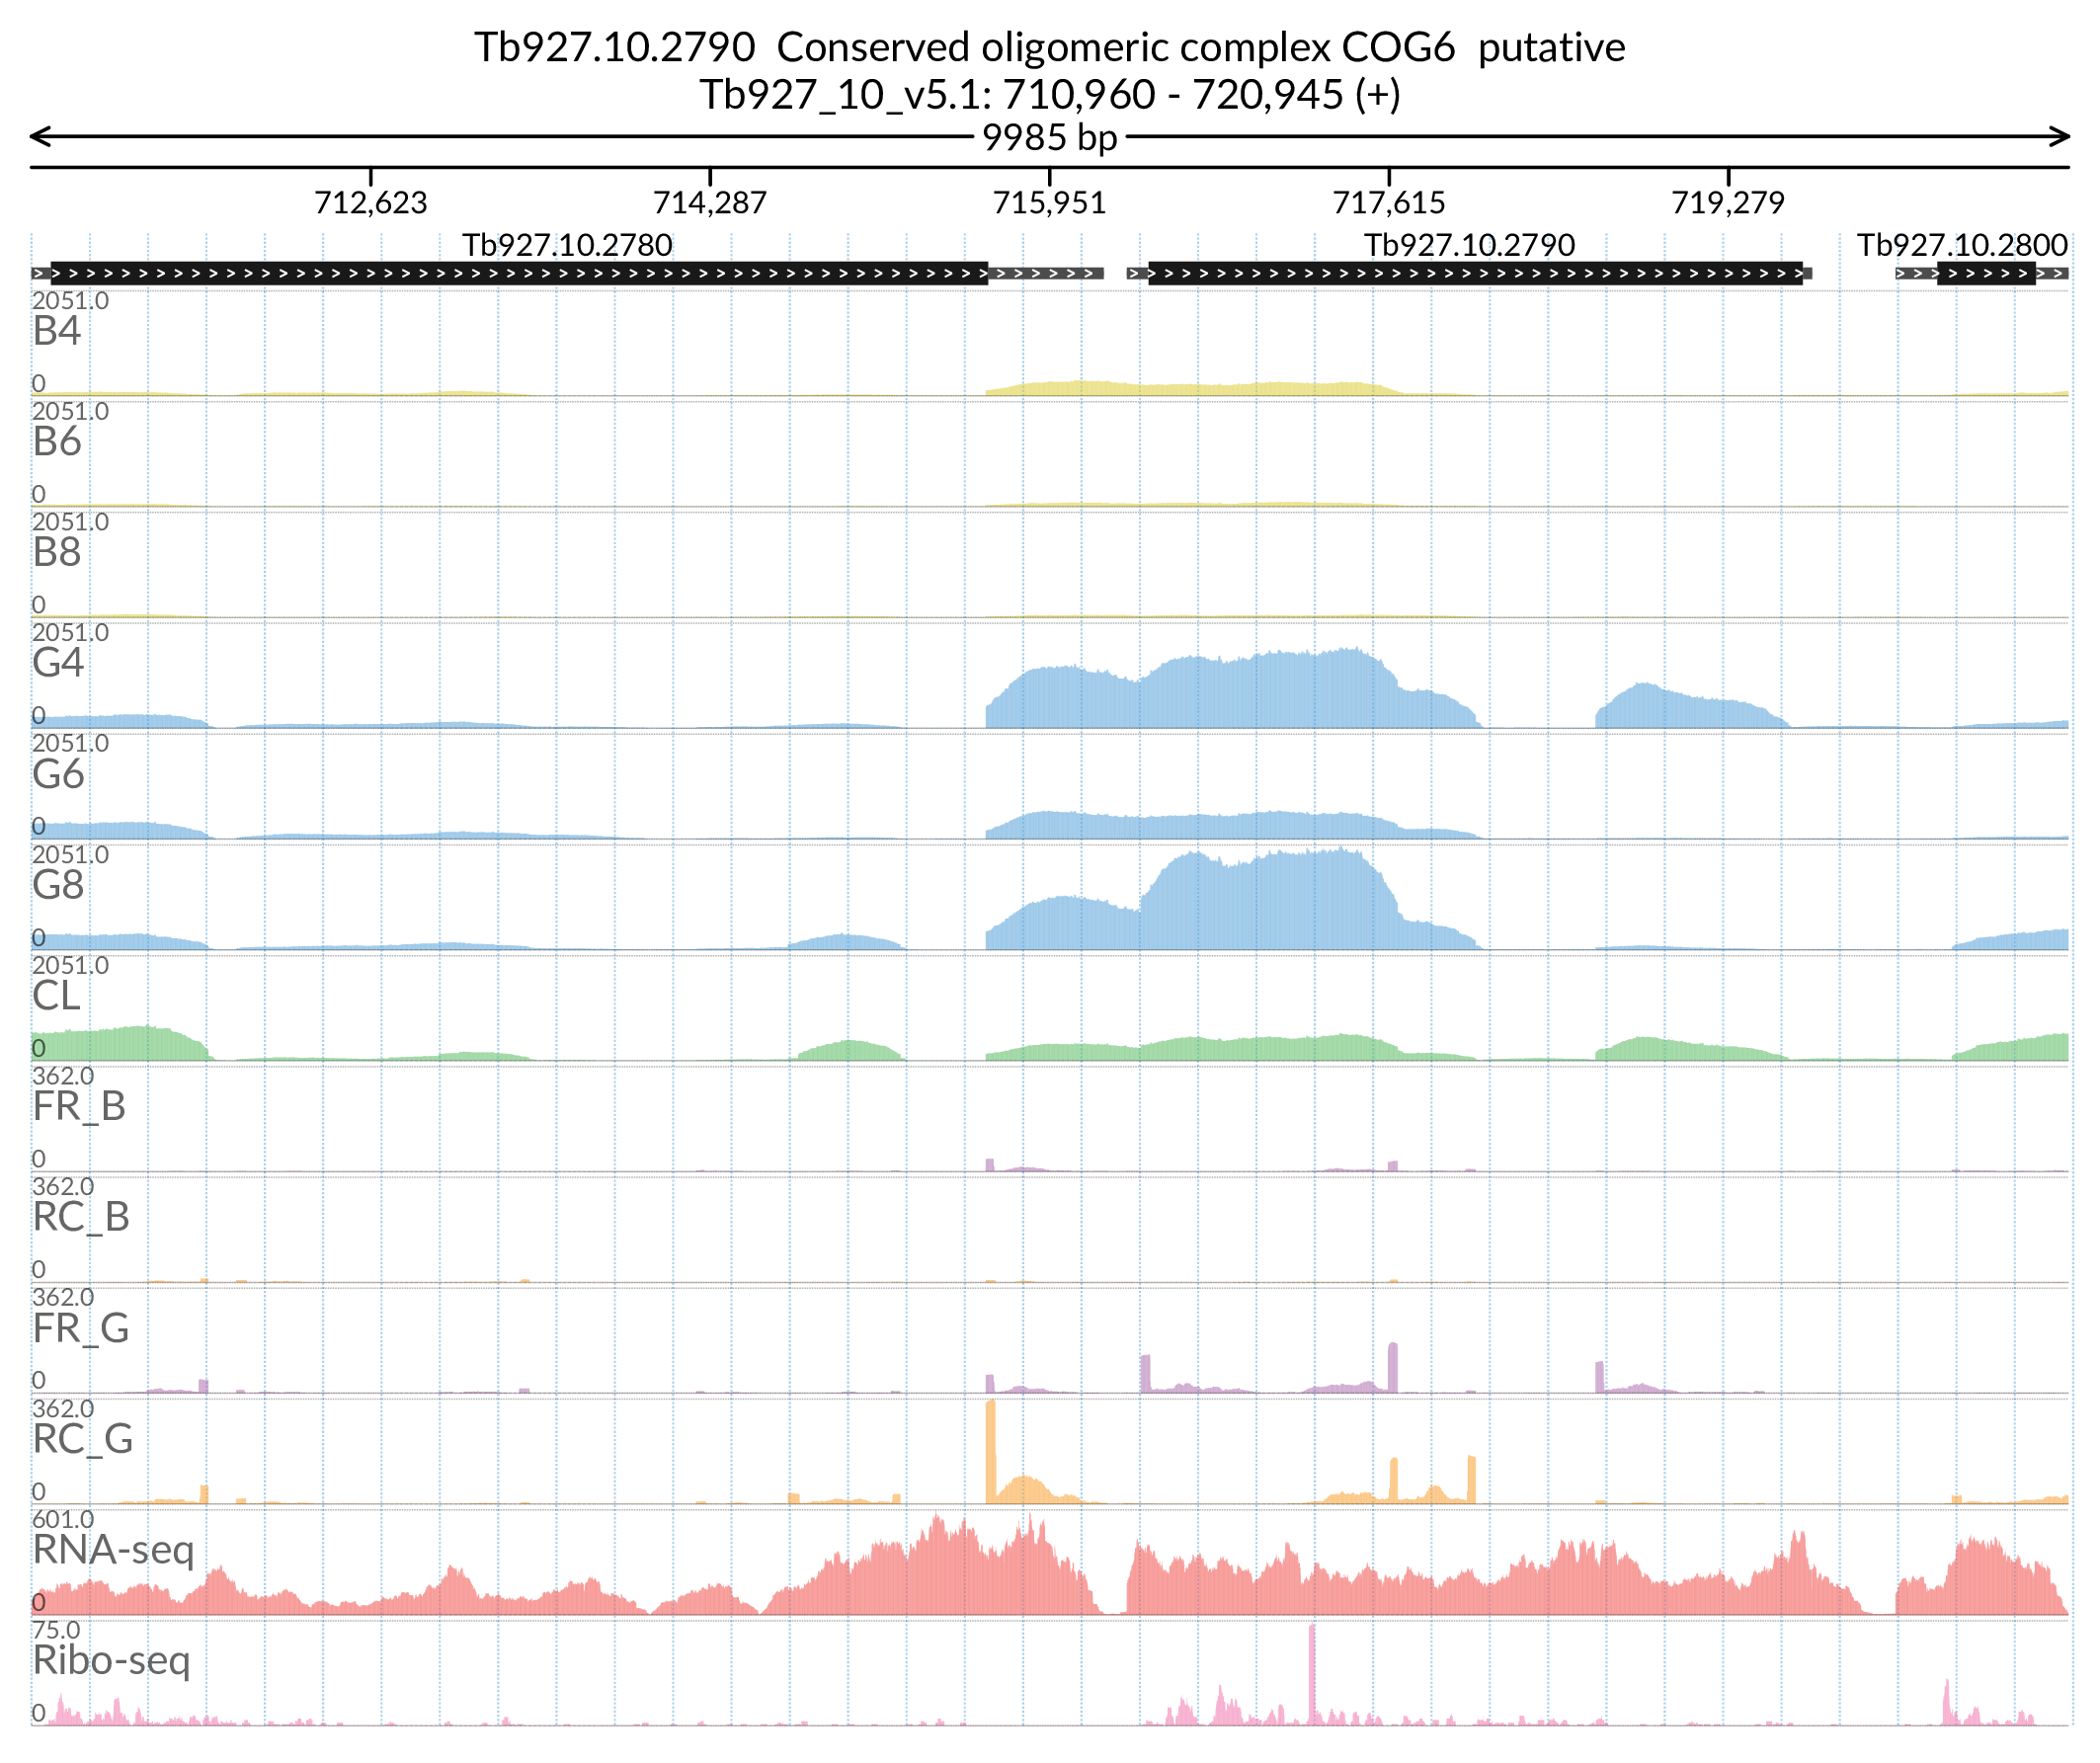 Tb927.10.2790  Conserved oligomeric complex COG6  putative
Tb927_10_v5.1: 710,960 - 720,945 (+)
9985 bp
712,623 714,287 715,951 717,615 719,279
Tb927.10.2780 Tb927.10.2790 Tb927.10.2800
2051.0
B4
0
2051.0
B6
0
2051.0
B8
0
2051.0
G4
0
2051.0
G6
0
2051.0
G8
0
2051.0
CL
0
362.0
FR_B
0
362.0
RC_B
0
362.0
FR_G
0
362.0
RC_G
0
601.0
RNA-seq
0
75.0
Ribo-seq
0